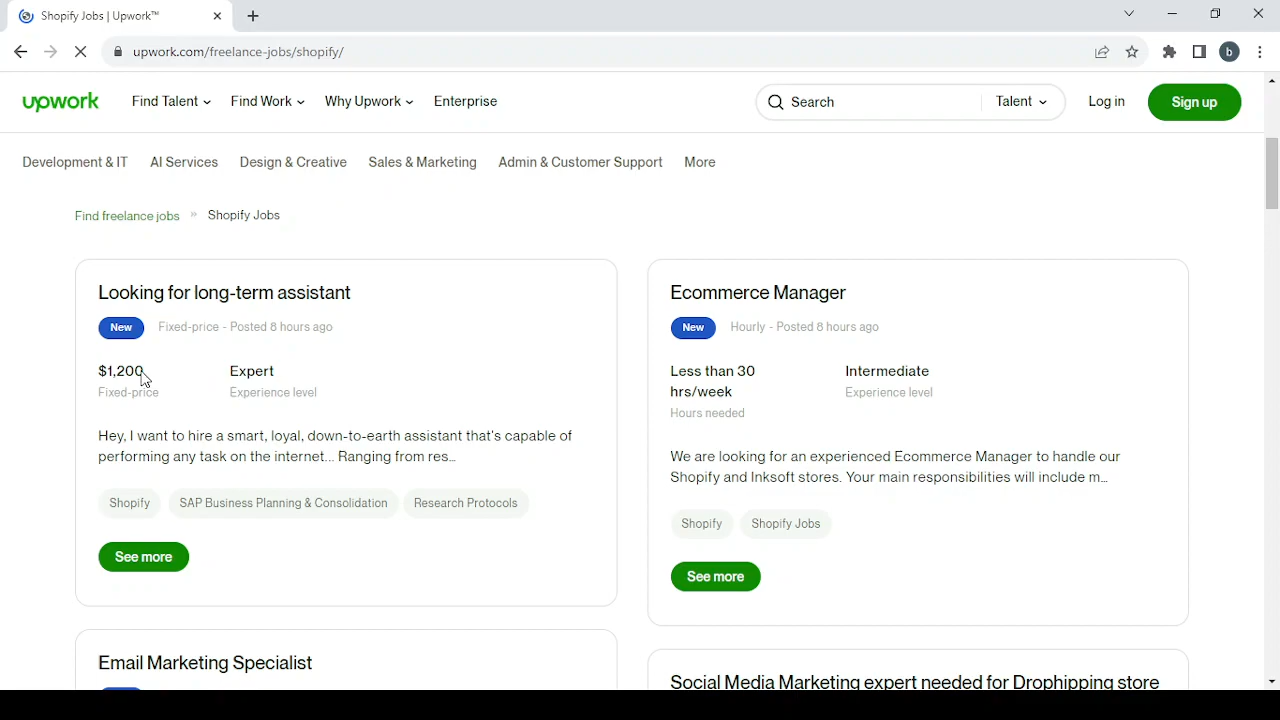 Shopify Jobs | Upwork™
upwork.com/freelance-jobs/shopify/
b
upwork Find Talent Find Work Why Upwork Enterprise Search Talent Log in Sign up
Development & IT AI Services Design & Creative Sales & Marketing Admin & Customer Support More
Find freelance jobs » Shopify Jobs
Looking for long-term assistant
New Fixed-price - Posted 8 hours ago
$1,200 Expert
Fixed-price Experience level
Hey, I want to hire a smart, loyal, down-to-earth assistant that's capable of
performing any task on the internet... Ranging from res...
Shopify SAP Business Planning & Consolidation Research Protocols
See more
Ecommerce Manager
New Hourly - Posted 8 hours ago
Less than 30 Intermediate
hrs/week Experience level
Hours needed
We are looking for an experienced Ecommerce Manager to handle our
Shopify and Inksoft stores. Your main responsibilities will include m...
Shopify Shopify Jobs
See more
Email Marketing Specialist
Social Media Marketing expert needed for Drophipping store